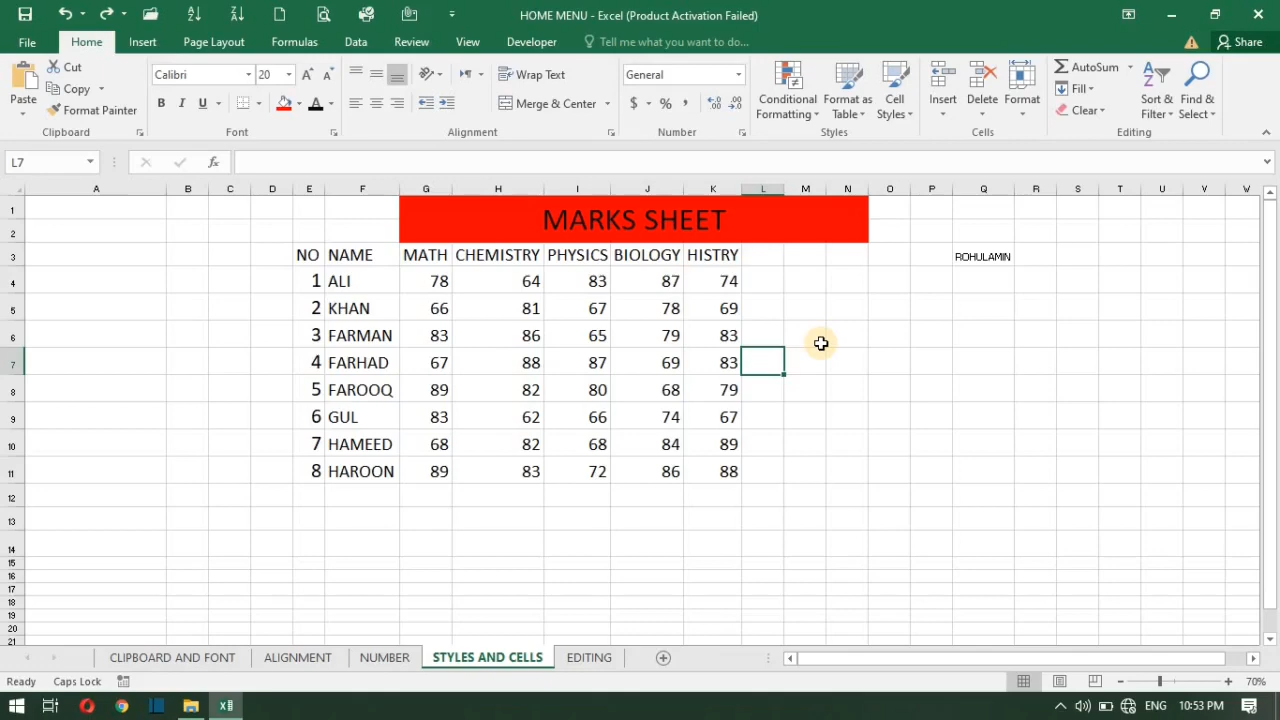 HOME MENU - Excel (Product Activation Failed)
File Home Insert Page Layout Formulas Data Review View Developer Tell me what you want to do... Share
Paste Cut Copy Format Painter Clipboard
Calibri 20 A A B I U A Font
Wrap Text Merge & Center Alignment
General $ % , Number
Conditional Formatting Format as Table Cell Styles Styles
Insert Delete Format Cells
AutoSum Fill Clear Sort & Filter Find & Select Editing
L7 fx
A B C D E F G H I J K L M N O P Q R S T U V W
1 MARKS SHEET
3 NO NAME MATH CHEMISTRY PHYSICS BIOLOGY HISTRY ROHULAMIN
4 1 ALI 78 64 83 87 74
5 2 KHAN 66 81 67 78 69
6 3 FARMAN 83 86 65 79 83
7 4 FARHAD 67 88 87 69 83
8 5 FAROOQ 89 82 80 68 79
9 6 GUL 83 62 66 74 67
10 7 HAMEED 68 82 68 84 89
11 8 HAROON 89 83 72 86 88
12
13
14
15
16
17
18
19
20
21
CLIPBOARD AND FONT ALIGNMENT NUMBER STYLES AND CELLS EDITING
Ready Caps Lock 70%
ENG 10:53 PM